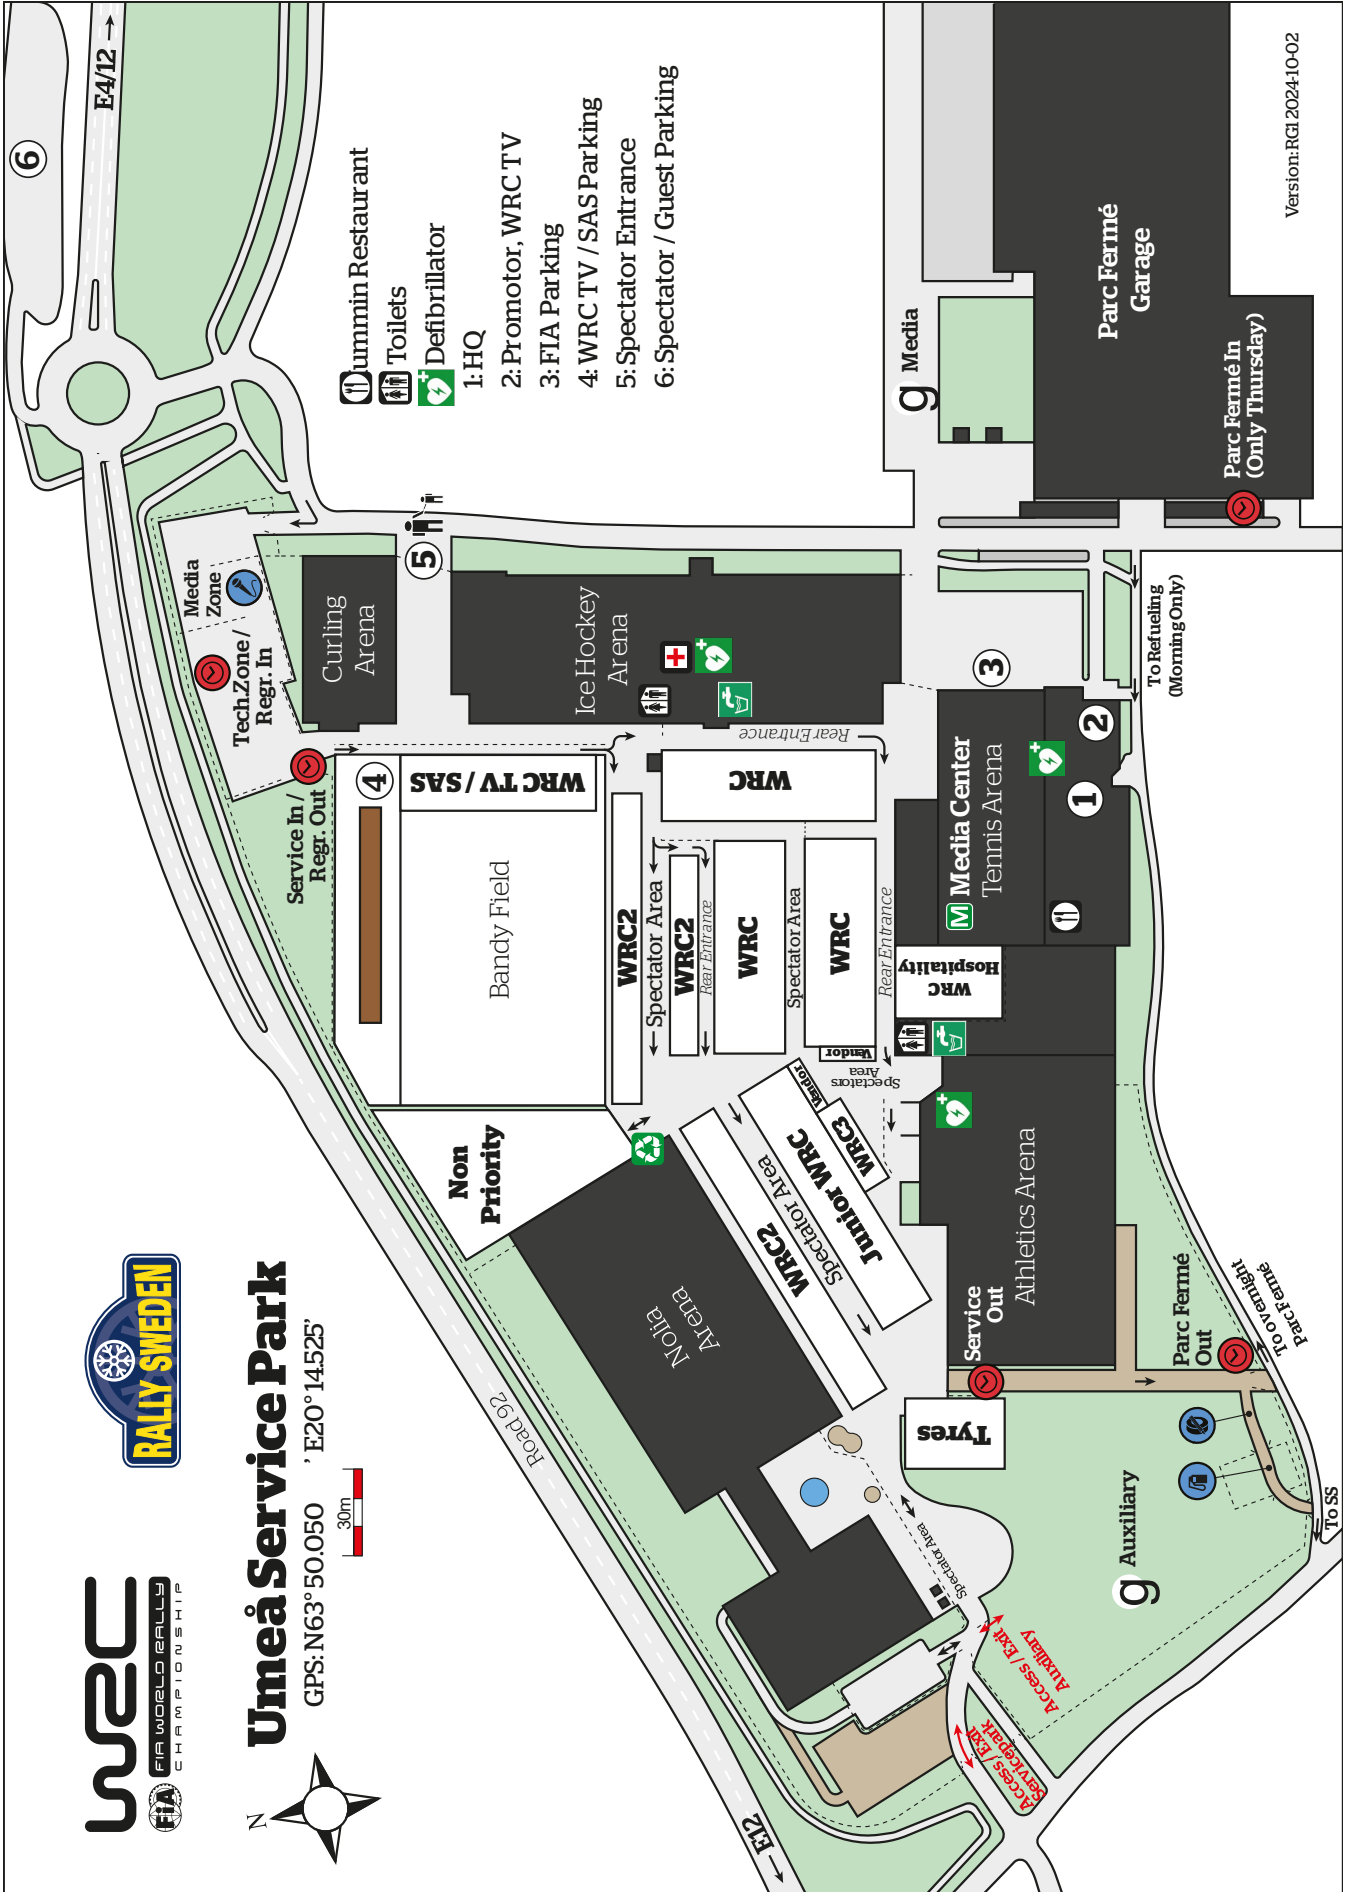 WRC
FIA WORLD RALLY
CHAMPIONSHIP
FiA
RALLY SWEDEN
Umeå Service Park
GPS: N63° 50.050 ' E20° 14.525'
30m
N
E4/12
6
ummin Restaurant
Toilets
Defibrillator
1: HQ
2: Promotor, WRC TV
3: FIA Parking
4: WRC TV / SAS Parking
5: Spectator Entrance
6: Spectator / Guest Parking
Version: RG1 2024-10-02
Parc Fermé
Garage
g Media
Parc Fermé In
(Only Thursday)
Media
Zone
Tech.Zone /
Regr. In
Curling
Arena
5
Ice Hockey
Arena
3
To Refueling
(Morning Only)
Service In /
Regr. Out
4
WRC TV / SAS
Rear Entrance
WRC
2
1
M Media Center
Tennis Arena
Bandy Field
WRC2
Spectator Area
WRC2
Rear Entrance
WRC
Spectator Area
WRC
Rear Entrance
WRC
Hospitality
Vendor
Spectators
Area
Vendor
WRC3
Junior WRC
Spectator Area
WRC2
Non
Priority
Nolia
Arena
Athletics Arena
Service
Out
Parc Fermé
Out
To overnight
Parc Fermé
Tyres
Road 92
Spectator Area
g Auxiliary
To SS
Access / Exit
Auxiliary
Access / Exit
Servicepark
E12